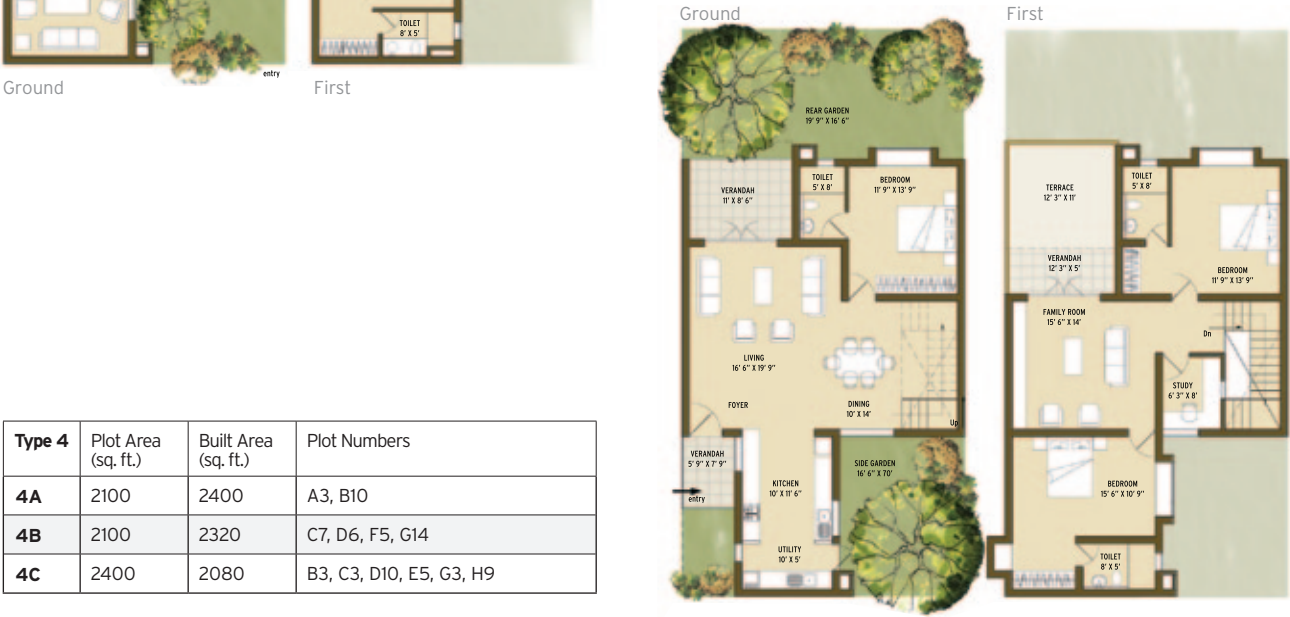 TOILET
8' X 5'
entry
Ground
First
Type 4
Plot Area
(sq. ft.)
Built Area
(sq. ft.)
Plot Numbers
4A
2100
2400
A3, B10
4B
2100
2320
C7, D6, F5, G14
4C
2400
2080
B3, C3, D10, E5, G3, H9
Ground
REAR GARDEN
19' 9" X 16' 6"
VERANDAH
11' X 8' 6"
TOILET
5' X 8'
BEDROOM
11' 9" X 13' 9"
LIVING
16' 6" X 19' 9"
FOYER
DINING
10' X 14'
Up
VERANDAH
5' 9" X 7' 9"
entry
KITCHEN
10' X 11' 6"
SIDE GARDEN
16' 6" X 70'
UTILITY
10' X 5'
First
TERRACE
12' 3" X 11'
TOILET
5' X 8'
VERANDAH
12' 3" X 5'
BEDROOM
11' 9" X 13' 9"
FAMILY ROOM
15' 6" X 14'
Dn
STUDY
6' 3" X 8'
BEDROOM
15' 6" X 10' 9"
TOILET
8' X 5'